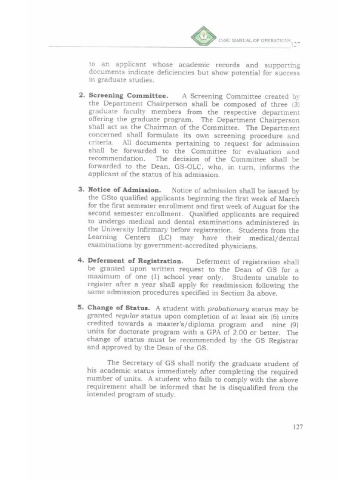 CLSU MANUAL OF OPERATIONS
to an applicant whose academic records and supporting
documents indicate deficiencies but show potential for success
in graduate studies.
2. Screening Committee. A Screening Committee created by
the Department Chairperson shall be composed of three (3)
graduate faculty members from the respective department
offering the graduate program. The Department Chairperson
shall act as the Chairman of the Committee. The Department
concerned shall formulate its own screening procedure and
criteria. All documents pertaining to request for admission
shall be forwarded to the Committee for evaluation and
recommendation. The decision of the Committee shall be
forwarded to the Dean, GS-OLC, who, in turn, informs the
applicant of the status of his admission.
3. Notice of Admission. Notice of admission shall be issued by
the GSto qualified applicants beginning the first week of March
for the first semester enrollment and first week of August for the
second semester enrollment. Qualified applicants are required
to undergo medical and dental examinations administered in
the University Infirmary before registration. Students from the
Learning Centers (LC) may have their medical/dental
examinations by government-accredited physicians.
4. Deferment of Registration. Deferment of registration shall
be granted upon written request to the Dean of GS for a
maximum of one (1) school year only. Students unable to
register after a year shall apply for readmission following the
same admission procedures specified in Section 3a above.
5. Change of Status. A student with probationary status may be
granted regular status upon completion of at least six (6) units
credited towards a master's/diploma program and nine (9)
units for doctorate program with a GPA of 2.00 or better. The
change of status must be recommended by the GS Registrar
and approved by the Dean of the GS.
The Secretary of GS shall notify the graduate student of
his academic status immediately after completing the required
number of units. A student who fails to comply with the above
requirement shall be informed that he is disqualified from the
intended program of study.
127